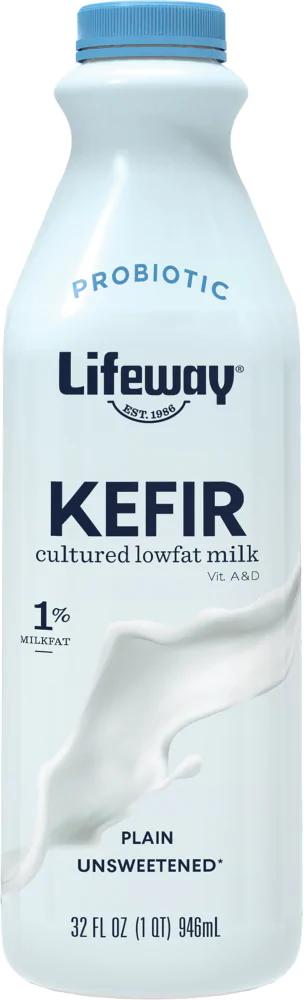 PROBIOTIC
Lifeway®
EST. 1986
KEFIR
cultured lowfat milk
Vit. A&D
1%
MILKFAT
PLAIN
UNSWEETENED*
32 FL OZ (1 QT) 946mL